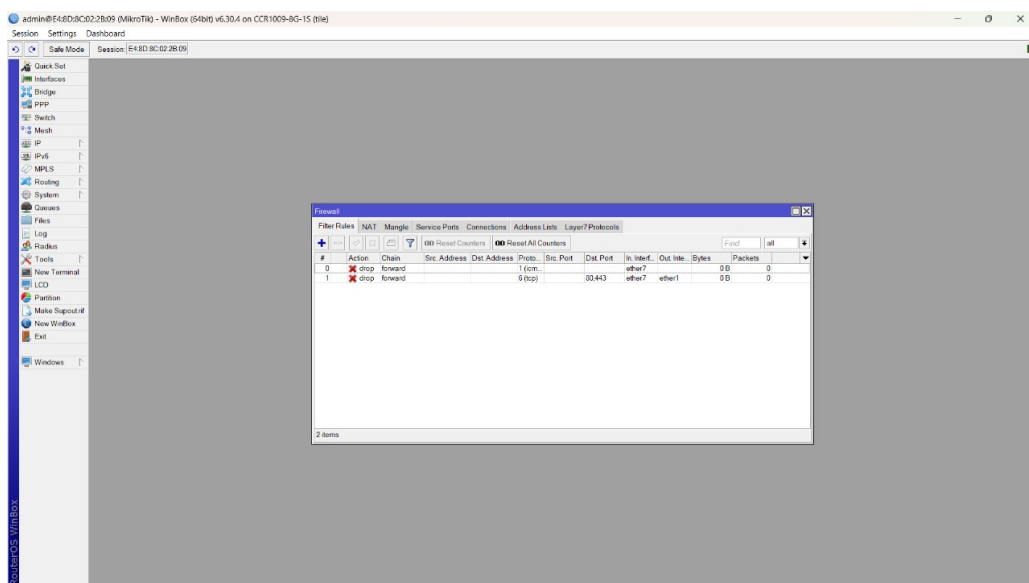 admin@E4:8D:8C:02:2B:09 (MikroTik) - WinBox (64bit) v6.30.4 on CCR1009-8G-1S (tile)
Session Settings Dashboard
Safe Mode Session: E4:8D:8C:02:2B:09
Quick Set
Interfaces
Bridge
PPP
Switch
Mesh
IP
IPv6
MPLS
Routing
System
Queues
Files
Log
Radius
Tools
New Terminal
LCD
Partition
Make Supout.rif
New WinBox
Exit
Windows
RouterOS WinBox
Firewall
Filter Rules NAT Mangle Service Ports Connections Address Lists Layer7 Protocols
00 Reset Counters 00 Reset All Counters Find all
# Action Chain Src. Address Dst. Address Proto... Src. Port Dst. Port In. Interf... Out. Inte... Bytes Packets
0 drop forward 1 (icm... ether7 0 B 0
1 drop forward 6 (tcp) 80,443 ether7 ether1 0 B 0
2 items